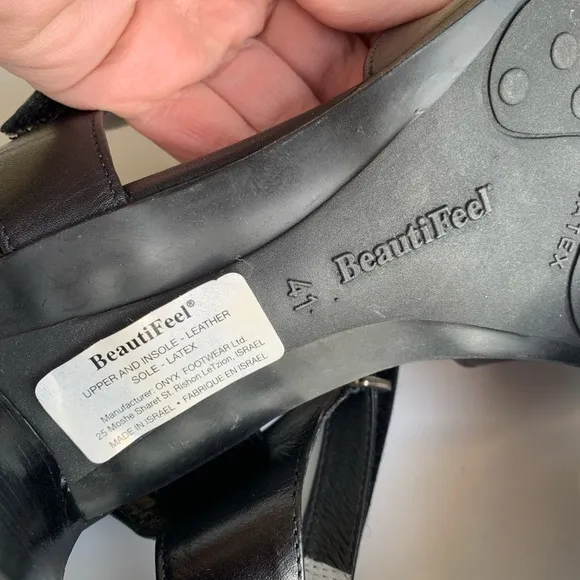 BeautiFeel®
UPPER AND INSOLE - LEATHER
SOLE - LATEX
Manufacturer: ONYX FOOTWEAR Ltd.
25 Moshe Sharet St. Rishon LeTzion, ISRAEL
MADE IN ISRAEL • FABRIQUE EN ISRAEL
41
BeautiFeel